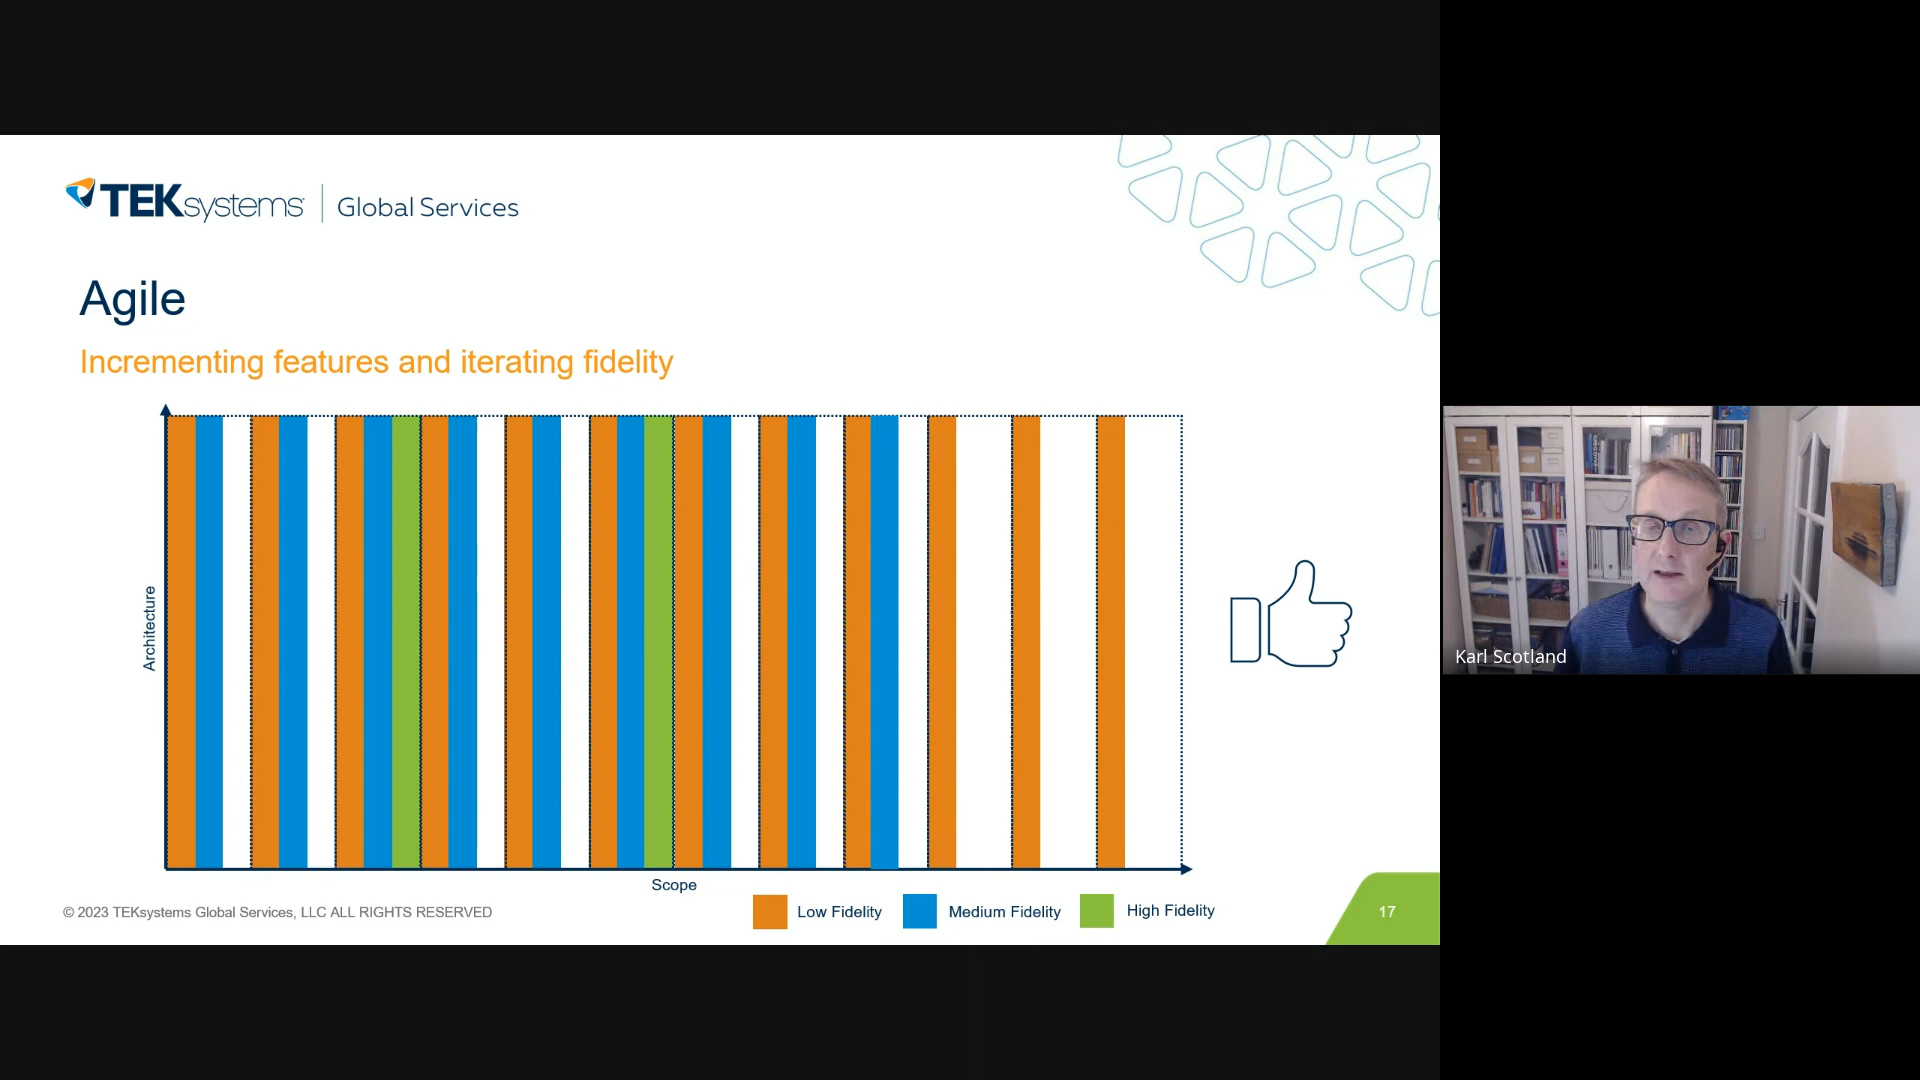 TEKsystems Global Services
Agile
Incrementing features and iterating fidelity
Architecture
Scope
Low Fidelity Medium Fidelity High Fidelity
© 2023 TEKsystems Global Services, LLC ALL RIGHTS RESERVED
17
Karl Scotland